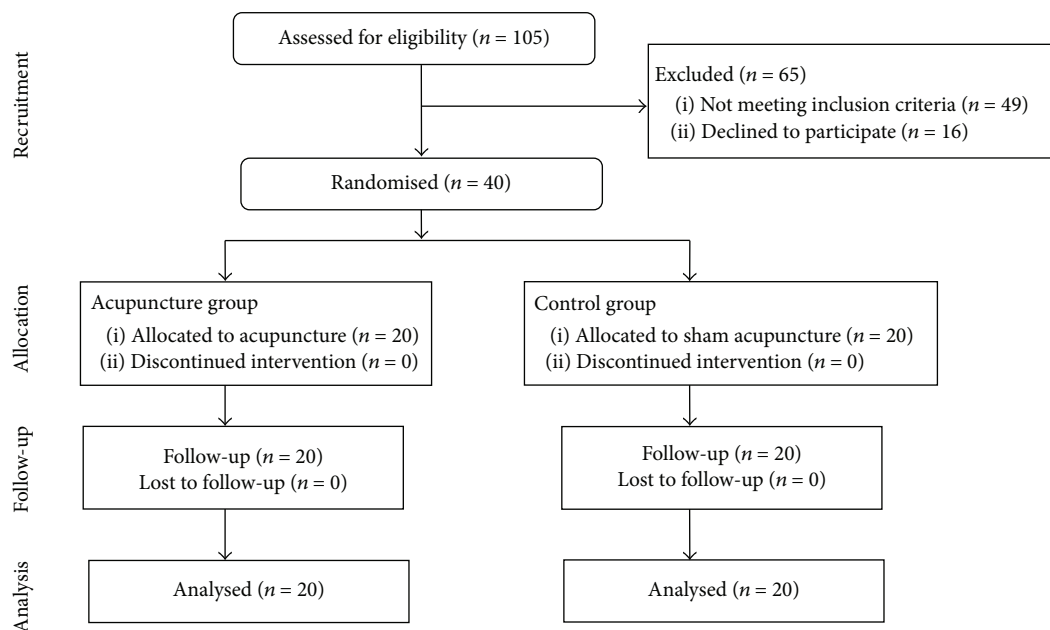 Recruitment
Assessed for eligibility (n = 105)
Excluded (n = 65)
(i) Not meeting inclusion criteria (n = 49)
(ii) Declined to participate (n = 16)
Randomised (n = 40)
Allocation
Acupuncture group
(i) Allocated to acupuncture (n = 20)
(ii) Discontinued intervention (n = 0)
Control group
(i) Allocated to sham acupuncture (n = 20)
(ii) Discontinued intervention (n = 0)
Follow-up
Follow-up (n = 20)
Lost to follow-up (n = 0)
Follow-up (n = 20)
Lost to follow-up (n = 0)
Analysis
Analysed (n = 20)
Analysed (n = 20)